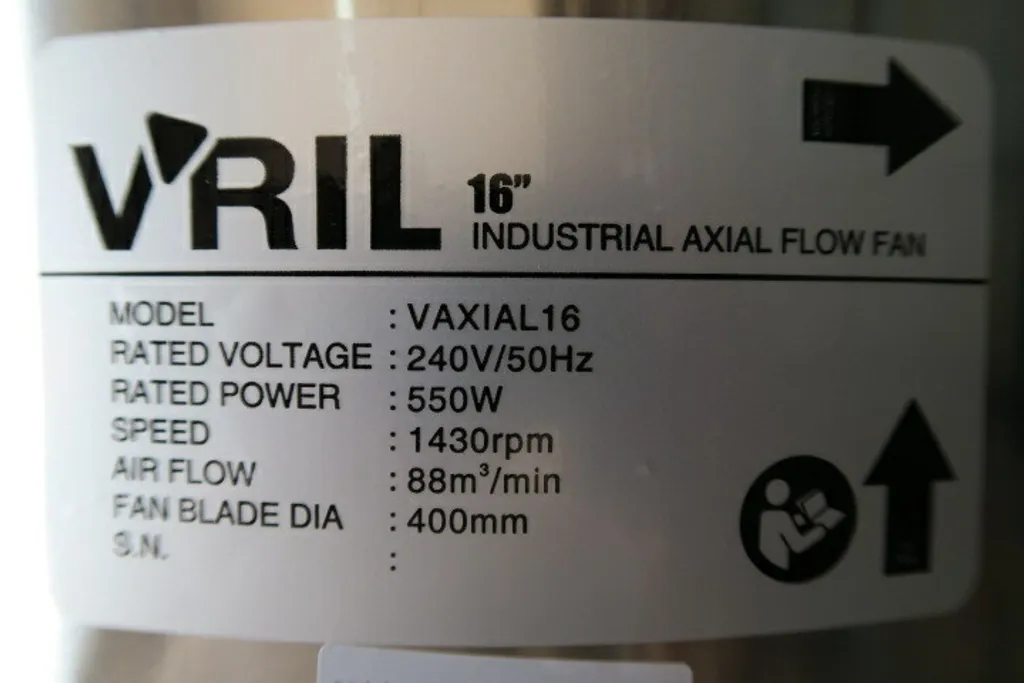 VRIL
16”
INDUSTRIAL AXIAL FLOW FAN
MODEL : VAXIAL16
RATED VOLTAGE : 240V/50Hz
RATED POWER : 550W
SPEED : 1430rpm
AIR FLOW : 88m³/min
FAN BLADE DIA : 400mm
S.N. :